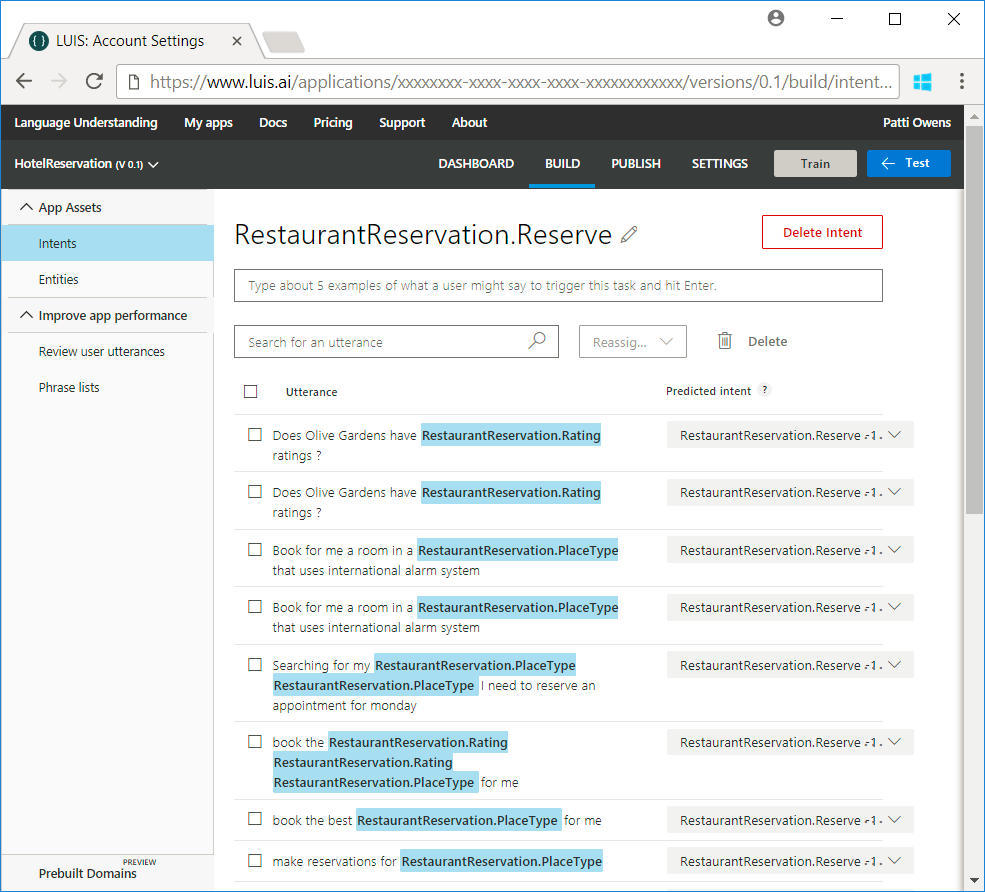 LUIS: Account Settings
https://www.luis.ai/applications/xxxxxxxx-xxxx-xxxx-xxxx-xxxxxxxxxxxx/versions/0.1/build/intent...
Language Understanding My apps Docs Pricing Support About Patti Owens
HotelReservation (V 0.1) DASHBOARD BUILD PUBLISH SETTINGS Train Test
App Assets
Intents
Entities
Improve app performance
Review user utterances
Phrase lists
PREVIEW
Prebuilt Domains
RestaurantReservation.Reserve
Delete Intent
Type about 5 examples of what a user might say to trigger this task and hit Enter.
Search for an utterance Reassig... Delete
Utterance Predicted intent ?
Does Olive Gardens have RestaurantReservation.Rating RestaurantReservation.Reserve
ratings ?
Does Olive Gardens have RestaurantReservation.Rating RestaurantReservation.Reserve
ratings ?
Book for me a room in a RestaurantReservation.PlaceType RestaurantReservation.Reserve
that uses international alarm system
Book for me a room in a RestaurantReservation.PlaceType RestaurantReservation.Reserve
that uses international alarm system
Searching for my RestaurantReservation.PlaceType RestaurantReservation.Reserve
RestaurantReservation.PlaceType I need to reserve an
appointment for monday
book the RestaurantReservation.Rating RestaurantReservation.Reserve
RestaurantReservation.Rating
RestaurantReservation.PlaceType for me
book the best RestaurantReservation.PlaceType for me RestaurantReservation.Reserve
make reservations for RestaurantReservation.PlaceType RestaurantReservation.Reserve